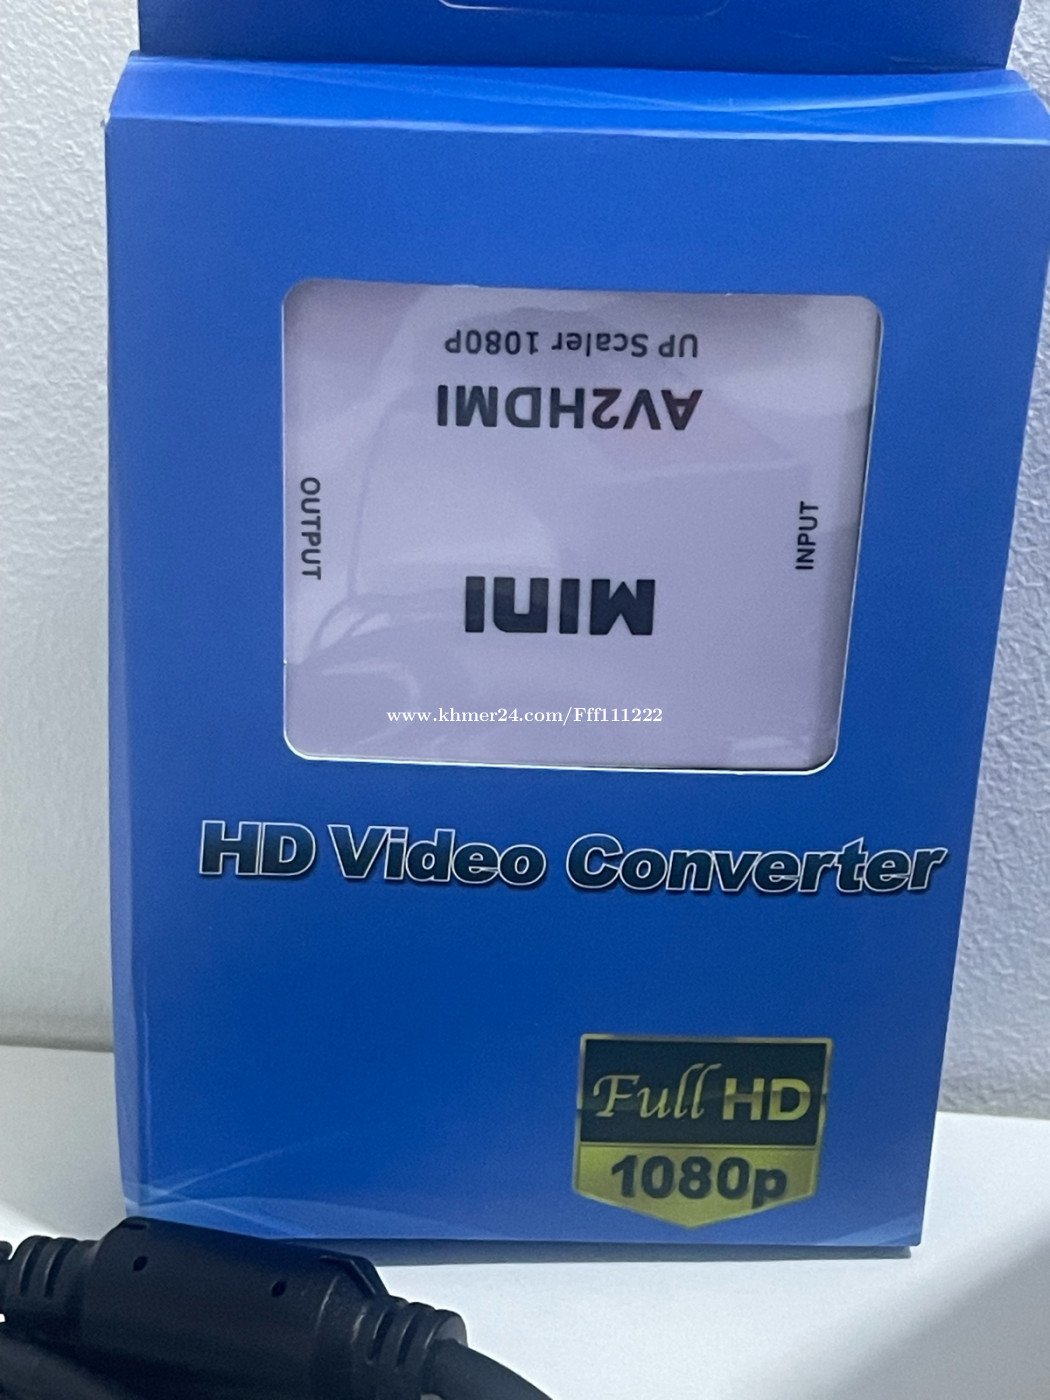 UP Scaler 1080P
AV2HDMI
OUTPUT
INPUT
MINI
www.khmer24.com/Fff111222
HD Video Converter
Full HD
1080p